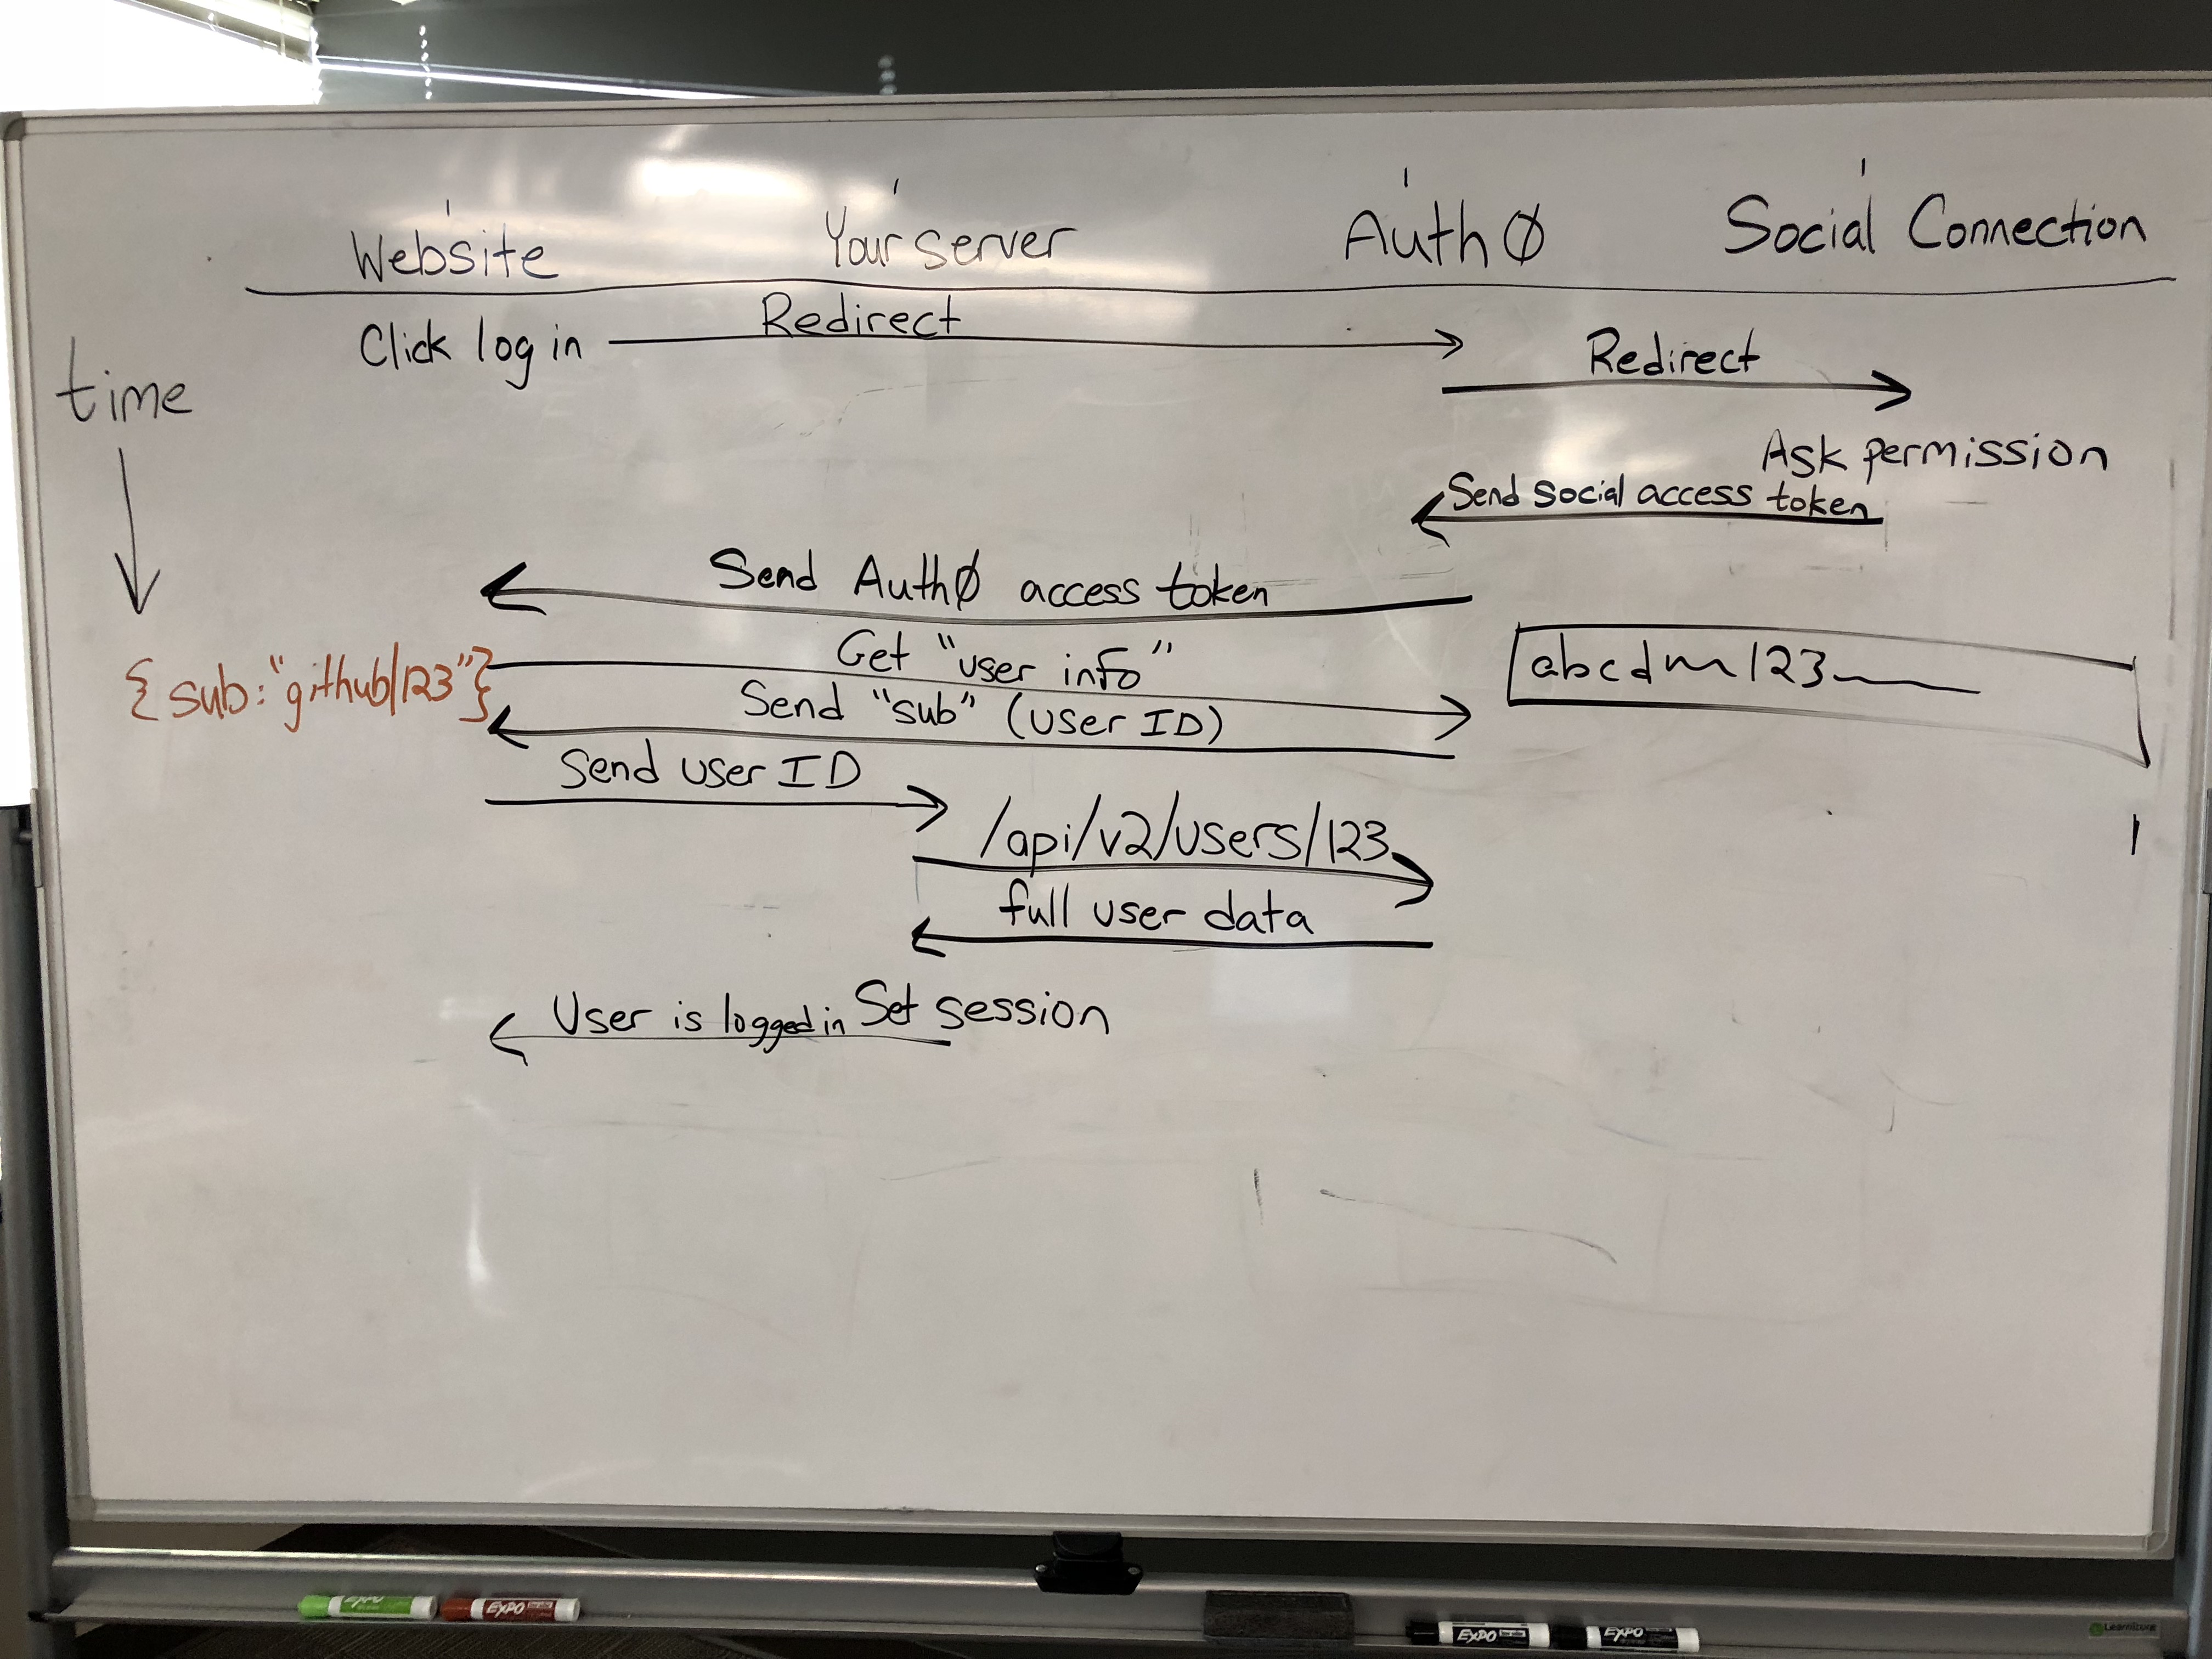 Website Your server Auth0 Social Connection
Click log in Redirect
Redirect
time
Ask permission
Send social access token
Send Auth0 access token
Get "user info"
abcdm123
{sub: "github|123"}
Send "sub" (user ID)
Send user ID
/api/v2/users/123
full user data
User is logged in Set session
EXPO
EXPO
EXPO
EXPO